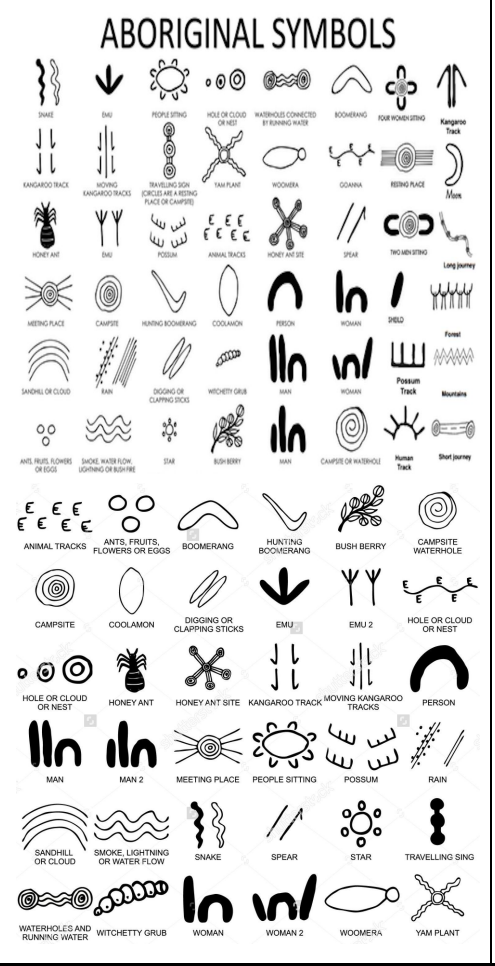 ABORIGINAL SYMBOLS
SNAKE
EMU
PEOPLE SITTING
HOLE OR CLOUD
OR NEST
WATERHOLES CONNECTED
BY RUNNING WATER
BOOMERANG
FOUR WOMEN SITTING
Kangaroo
Track
KANGAROO TRACK
MOVING
KANGAROO TRACKS
TRAVELLING SIGN
(CIRCLES ARE A RESTING
PLACE OR CAMPSITE)
YAM PLANT
WOOMERA
GOANNA
RESTING PLACE
Moon
HONEY ANT
EMU
POSSUM
ANIMAL TRACKS
HONEY ANT SITE
SPEAR
TWO MEN SITTING
Long journey
MEETING PLACE
CAMPSITE
HUNTING BOOMERANG
COOLAMON
PERSON
WOMAN
SHEILD
Forest
SANDHILL OR CLOUD
RAIN
DIGGING OR
CLAPPING STICKS
WITCHETTY GRUB
MAN
WOMAN
Possum
Track
Mountains
ANTS, FRUITS, FLOWERS
OR EGGS
SMOKE, WATER FLOW,
LIGHTNING OR BUSH FIRE
STAR
BUSH BERRY
MAN
CAMPSITE OR WATERHOLE
Human
Track
Short journey
ANIMAL TRACKS
ANTS, FRUITS,
FLOWERS OR EGGS
BOOMERANG
HUNTING
BOOMERANG
BUSH BERRY
CAMPSITE
WATERHOLE
CAMPSITE
COOLAMON
DIGGING OR
CLAPPING STICKS
EMU
EMU 2
HOLE OR CLOUD
OR NEST
HOLE OR CLOUD
OR NEST
HONEY ANT
HONEY ANT SITE
KANGAROO TRACK
MOVING KANGAROO
TRACKS
PERSON
MAN
MAN 2
MEETING PLACE
PEOPLE SITTING
POSSUM
RAIN
SANDHILL
OR CLOUD
SMOKE, LIGHTNING
OR WATER FLOW
SNAKE
SPEAR
STAR
TRAVELLING SING
WATERHOLES AND
RUNNING WATER
WITCHETTY GRUB
WOMAN
WOMAN 2
WOOMERA
YAM PLANT